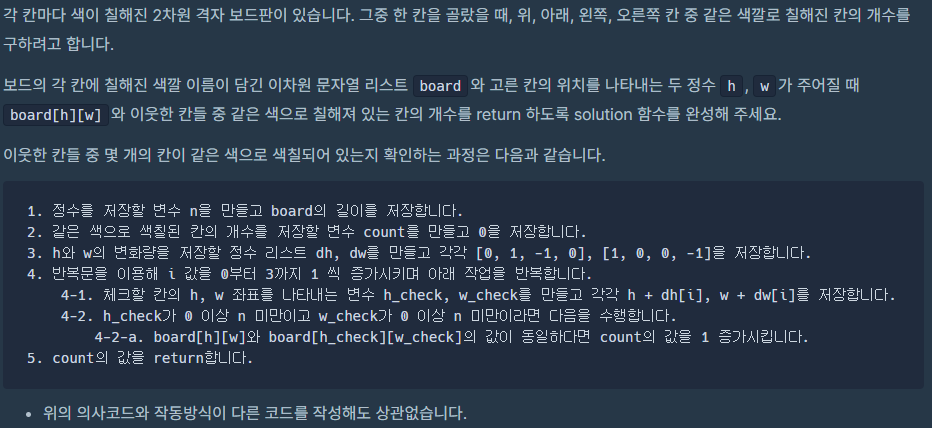 각 칸마다 색이 칠해진 2차원 격자 보드판이 있습니다. 그중 한 칸을 골랐을 때, 위, 아래, 왼쪽, 오른쪽 칸 중 같은 색깔로 칠해진 칸의 개수를
구하려고 합니다.
보드의 각 칸에 칠해진 색깔 이름이 담긴 이차원 문자열 리스트 board 와 고른 칸의 위치를 나타내는 두 정수 h , w 가 주어질 때
board[h][w] 와 이웃한 칸들 중 같은 색으로 칠해져 있는 칸의 개수를 return 하도록 solution 함수를 완성해 주세요.
이웃한 칸들 중 몇 개의 칸이 같은 색으로 색칠되어 있는지 확인하는 과정은 다음과 같습니다.
1. 정수를 저장할 변수 n을 만들고 board의 길이를 저장합니다.
2. 같은 색으로 색칠된 칸의 개수를 저장할 변수 count를 만들고 0을 저장합니다.
3. h와 w의 변화량을 저장할 정수 리스트 dh, dw를 만들고 각각 [0, 1, -1, 0], [1, 0, 0, -1]을 저장합니다.
4. 반복문을 이용해 i 값을 0부터 3까지 1 씩 증가시키며 아래 작업을 반복합니다.
4-1. 체크할 칸의 h, w 좌표를 나타내는 변수 h_check, w_check를 만들고 각각 h + dh[i], w + dw[i]를 저장합니다.
4-2. h_check가 0 이상 n 미만이고 w_check가 0 이상 n 미만이라면 다음을 수행합니다.
4-2-a. board[h][w]와 board[h_check][w_check]의 값이 동일하다면 count의 값을 1 증가시킵니다.
5. count의 값을 return합니다.
• 위의 의사코드와 작동방식이 다른 코드를 작성해도 상관없습니다.